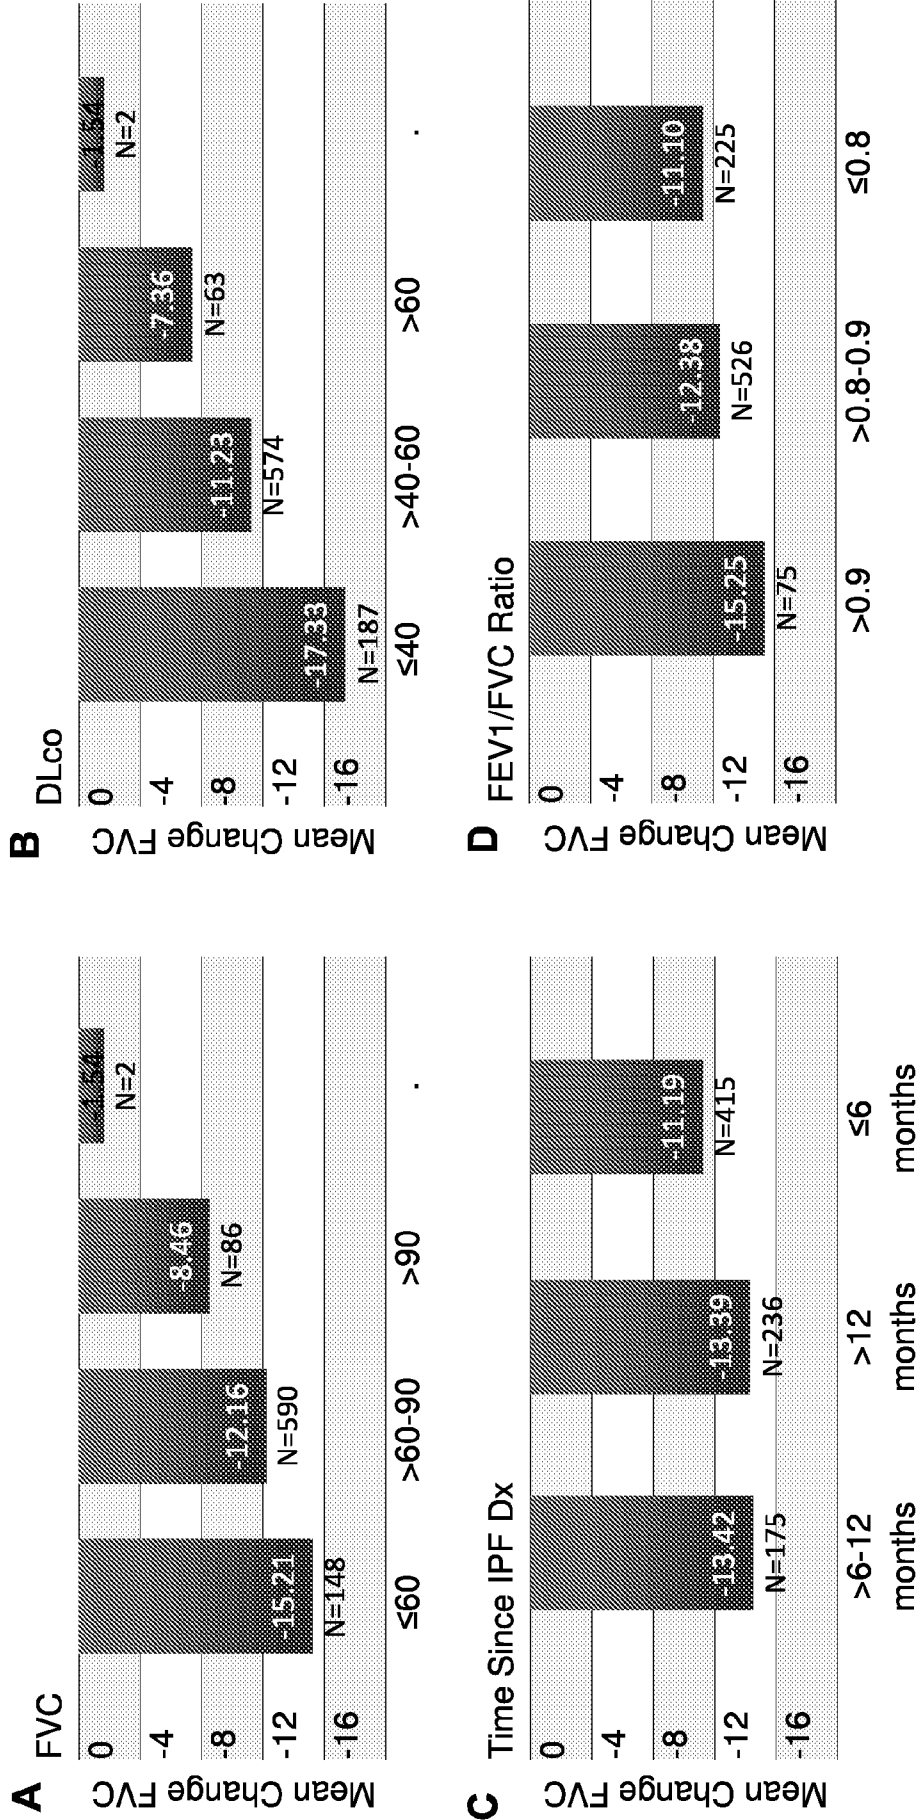 A
FVC
Mean Change FVC
0
-4
-8
-12
-16
-15.21
N=148
-12.16
N=590
-8.46
N=86
-1.54
N=2
≤60
>60-90
>90
.
B
DLco
Mean Change FVC
0
-4
-8
-12
-16
-17.33
N=187
-11.23
N=574
-7.36
N=63
-1.54
N=2
≤40
>40-60
>60
.
C
Time Since IPF Dx
Mean Change FVC
0
-4
-8
-12
-16
-13.42
N=175
-13.39
N=236
-11.19
N=415
>6-12
months
>12
months
≤6
months
D
FEV1/FVC Ratio
Mean Change FVC
0
-4
-8
-12
-16
-15.25
N=75
-12.38
N=526
-11.10
N=225
>0.9
>0.8-0.9
≤0.8